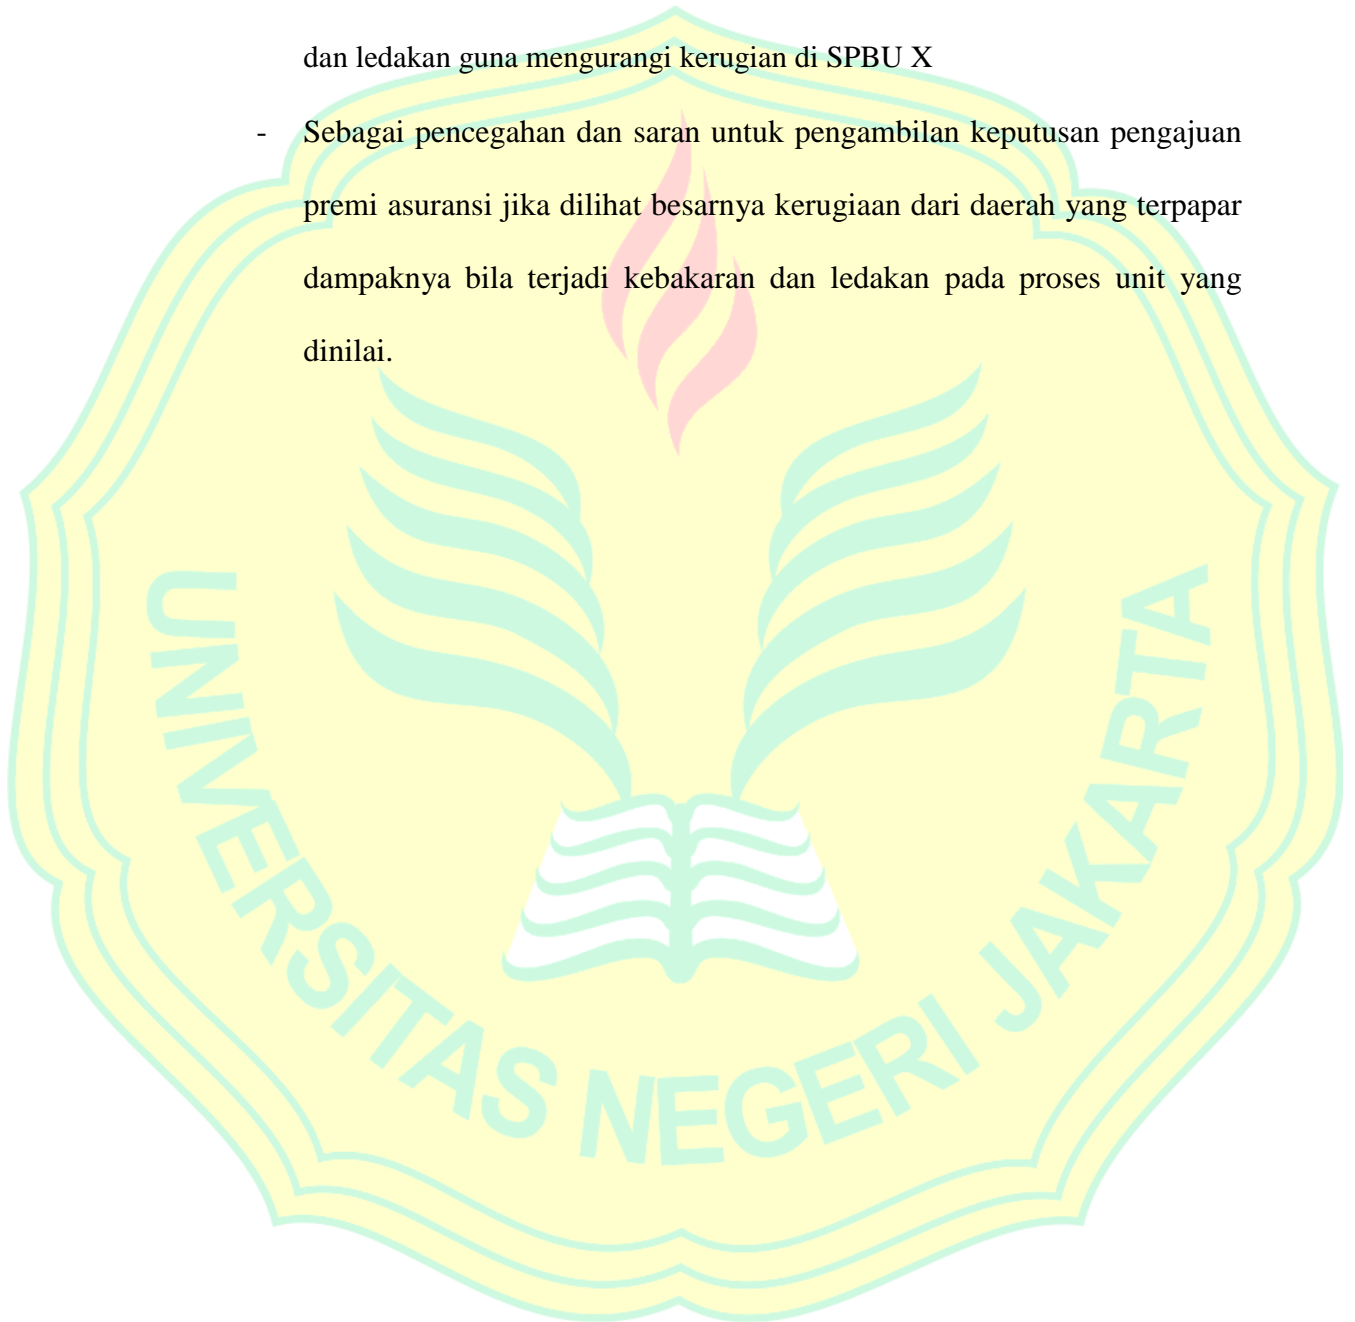 dan ledakan guna mengurangi kerugian di SPBU X
- Sebagai pencegahan dan saran untuk pengambilan keputusan pengajuan
premi asuransi jika dilihat besarnya kerugiaan dari daerah yang terpapar
dampaknya bila terjadi kebakaran dan ledakan pada proses unit yang
dinilai.
UNIVERSITAS NEGERI JAKARTA